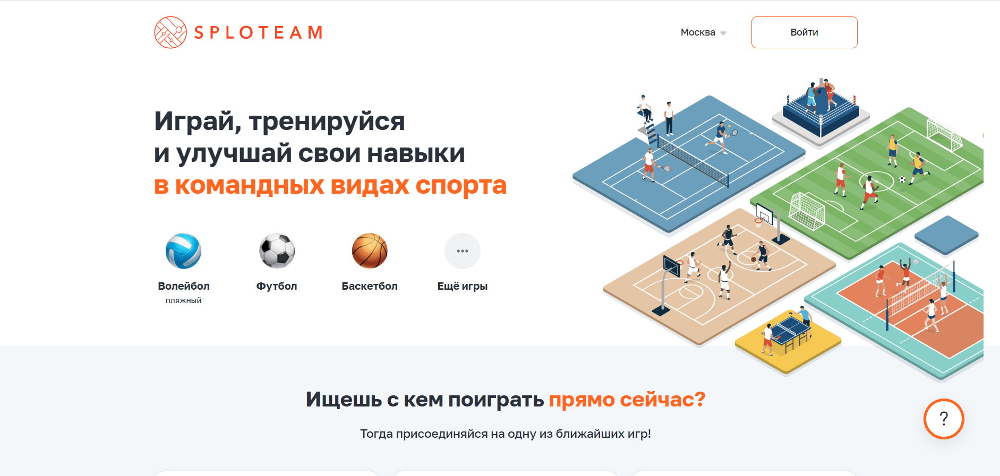 SPLOTEAM
Москва
Войти
Играй, тренируйся
и улучшай свои навыки
в командных видах спорта
Волейбол
пляжный
Футбол
Баскетбол
Ещё игры
Ищешь с кем поиграть прямо сейчас?
Тогда присоединяйся на одну из ближайших игр!
?